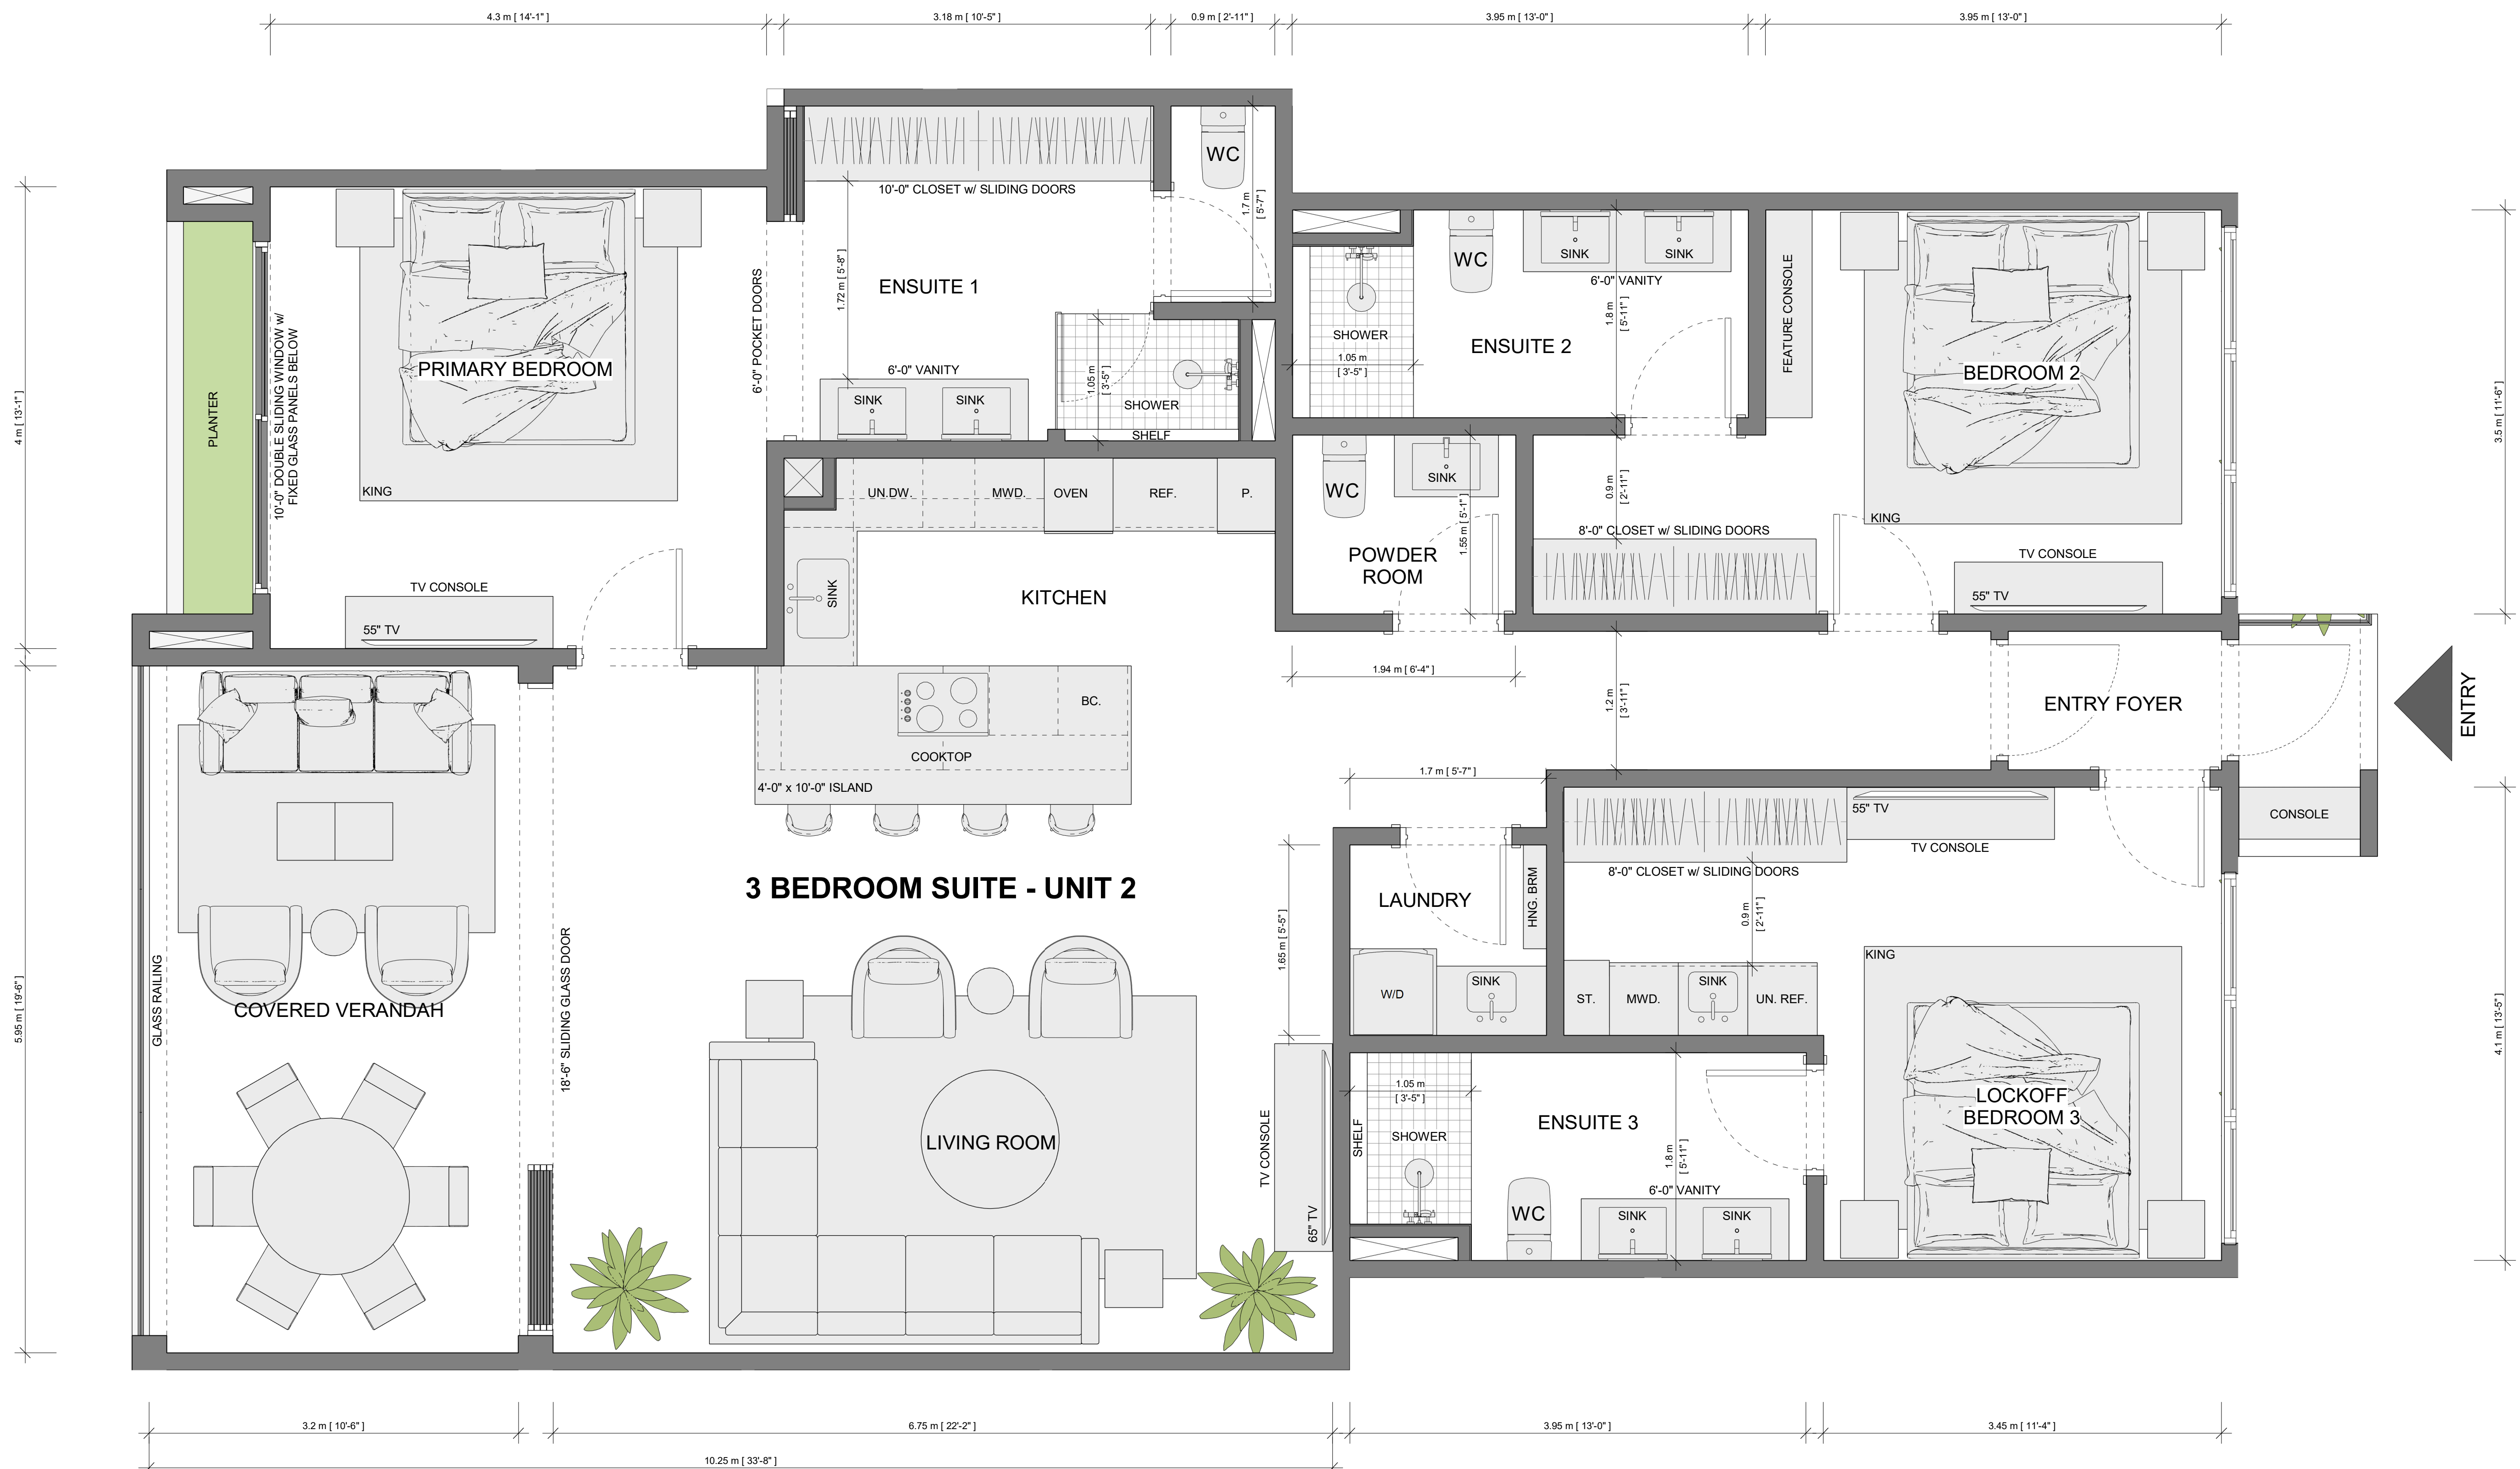 4.3 m [ 14'-1" ]
3.18 m [ 10'-5" ]
0.9 m [ 2'-11" ]
3.95 m [ 13'-0" ]
3.95 m [ 13'-0" ]
WC
10'-0" CLOSET w/ SLIDING DOORS
1.7 m
[ 5'-7" ]
1.72 m [ 5'-8" ]
ENSUITE 1
6'-0" POCKET DOORS
6'-0" VANITY
SINK
SINK
1.05 m
[ 3'-5" ]
SHOWER
SHELF
PRIMARY BEDROOM
KING
10'-0" DOUBLE SLIDING WINDOW w/
FIXED GLASS PANELS BELOW
PLANTER
4 m [ 13'-1" ]
TV CONSOLE
55" TV
WC
SINK
SINK
6'-0" VANITY
1.8 m
[ 5'-11" ]
SHOWER
1.05 m
[ 3'-5" ]
ENSUITE 2
FEATURE CONSOLE
BEDROOM 2
KING
3.5 m [ 11'-6" ]
TV CONSOLE
55" TV
UN.DW.
MWD.
OVEN
REF.
P.
SINK
KITCHEN
WC
SINK
1.55 m [ 5'-1" ]
POWDER
ROOM
0.9 m
[ 2'-11" ]
8'-0" CLOSET w/ SLIDING DOORS
1.94 m [ 6'-4" ]
1.2 m
[ 3'-11" ]
ENTRY FOYER
ENTRY
BC.
COOKTOP
4'-0" x 10'-0" ISLAND
1.7 m [ 5'-7" ]
55" TV
TV CONSOLE
CONSOLE
3 BEDROOM SUITE - UNIT 2
LAUNDRY
HNG. BRM
8'-0" CLOSET w/ SLIDING DOORS
0.9 m
[ 2'-11" ]
1.65 m [ 5'-5" ]
W/D
SINK
ST.
MWD.
SINK
UN. REF.
KING
GLASS RAILING
COVERED VERANDAH
18'-6" SLIDING GLASS DOOR
5.95 m [ 19'-6" ]
4.1 m [ 13'-5" ]
LIVING ROOM
TV CONSOLE
65" TV
SHELF
1.05 m
[ 3'-5" ]
SHOWER
ENSUITE 3
1.8 m
[ 5'-11" ]
WC
6'-0" VANITY
SINK
SINK
LOCKOFF
BEDROOM 3
3.2 m [ 10'-6" ]
6.75 m [ 22'-2" ]
3.95 m [ 13'-0" ]
3.45 m [ 11'-4" ]
10.25 m [ 33'-8" ]